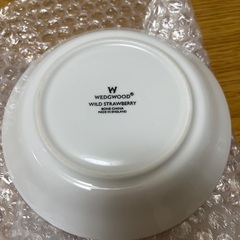 W
WEDGWOOD®
WILD STRAWBERRY
BONE CHINA
MADE IN ENGLAND